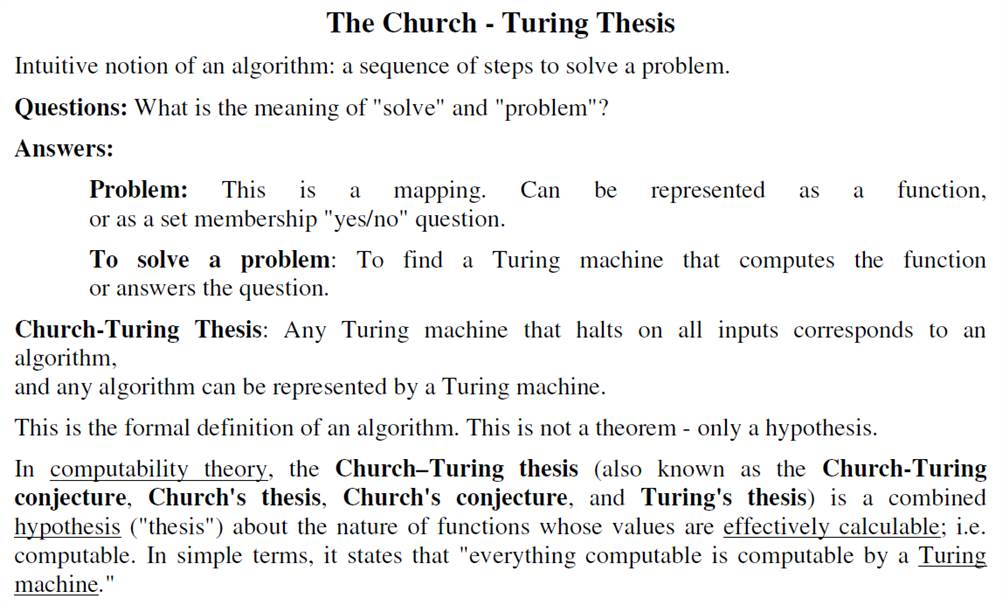 The Church - Turing Thesis
Intuitive notion of an algorithm: a sequence of steps to solve a problem.
Questions: What is the meaning of "solve" and "problem"?
Answers:
Problem: This is a mapping. Can be represented as a function,
or as a set membership "yes/no" question.
To solve a problem: To find a Turing machine that computes the function
or answers the question.
Church-Turing Thesis: Any Turing machine that halts on all inputs corresponds to an
algorithm,
and any algorithm can be represented by a Turing machine.
This is the formal definition of an algorithm. This is not a theorem - only a hypothesis.
In computability theory, the Church–Turing thesis (also known as the Church-Turing
conjecture, Church's thesis, Church's conjecture, and Turing's thesis) is a combined
hypothesis ("thesis") about the nature of functions whose values are effectively calculable; i.e.
computable. In simple terms, it states that "everything computable is computable by a Turing
machine."